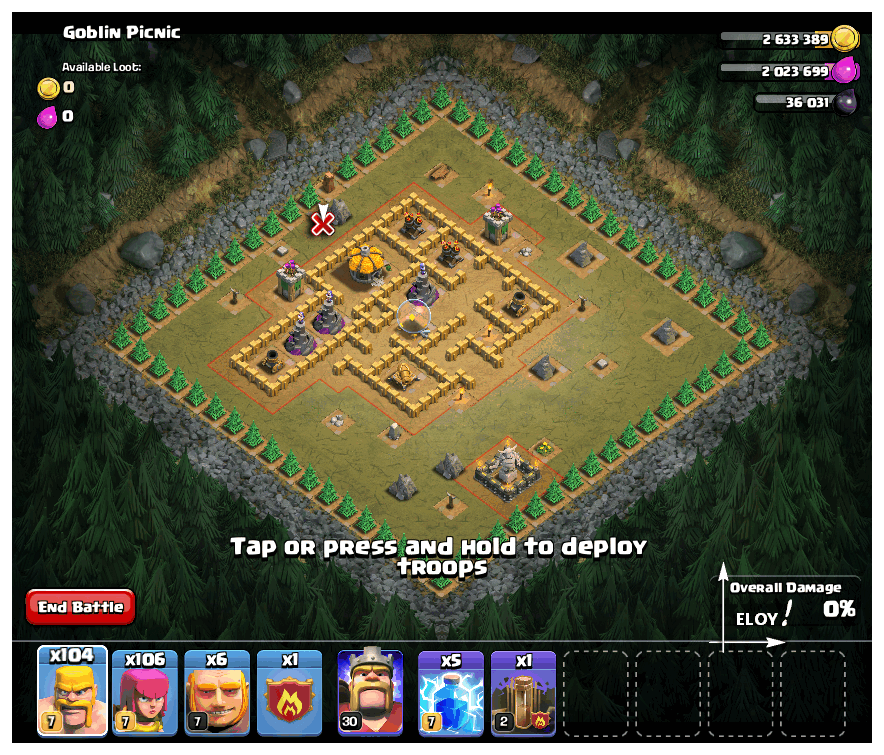 Goblin Picnic
Available Loot:
0
0
2 633 389
2 023 699
36 031
Tap or press and hold to deploy
troops
End Battle
Overall Damage
0%
ELOY!
x104
x106
x6
x1
x5
x1
7
7
7
30
7
2